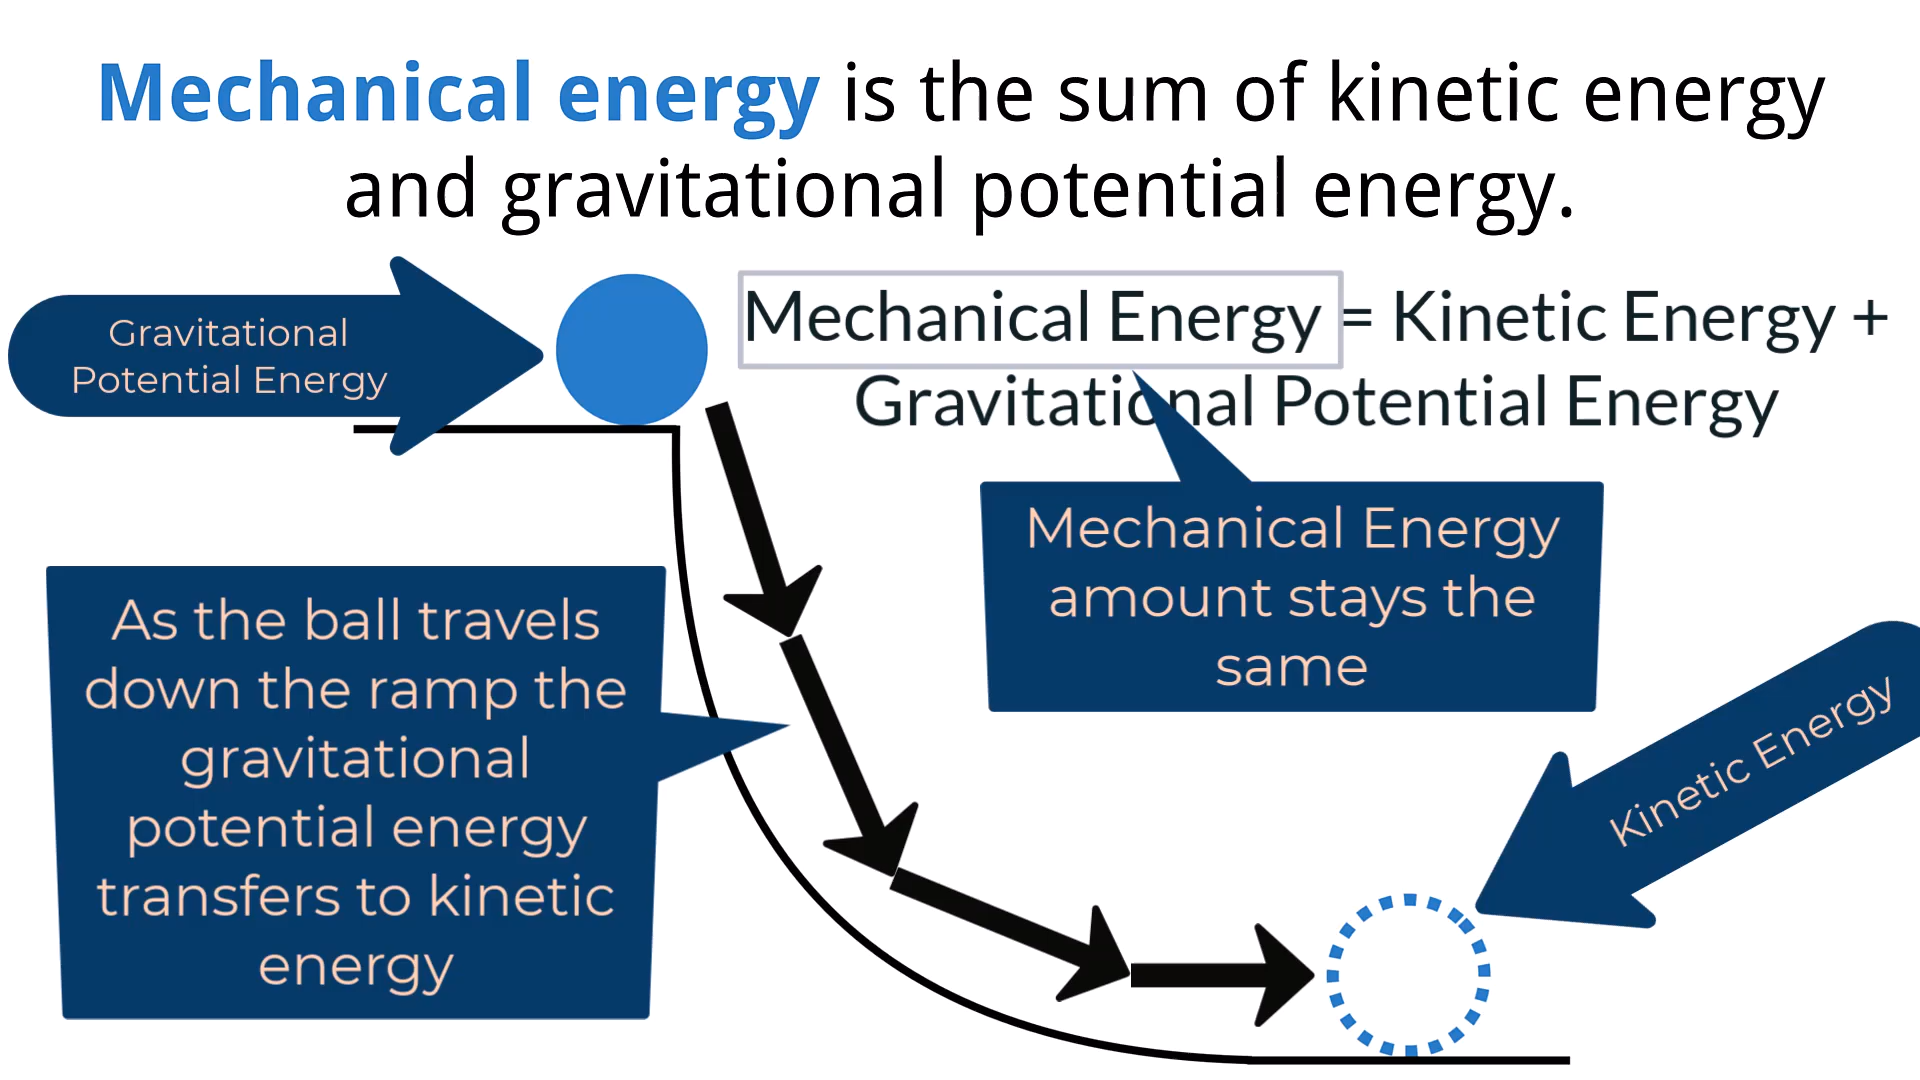 Mechanical energy is the sum of kinetic energy
and gravitational potential energy.
Gravitational
Potential Energy
Mechanical Energy = Kinetic Energy +
Gravitational Potential Energy
Mechanical Energy
amount stays the
same
As the ball travels
down the ramp the
gravitational
potential energy
transfers to kinetic
energy
Kinetic Energy